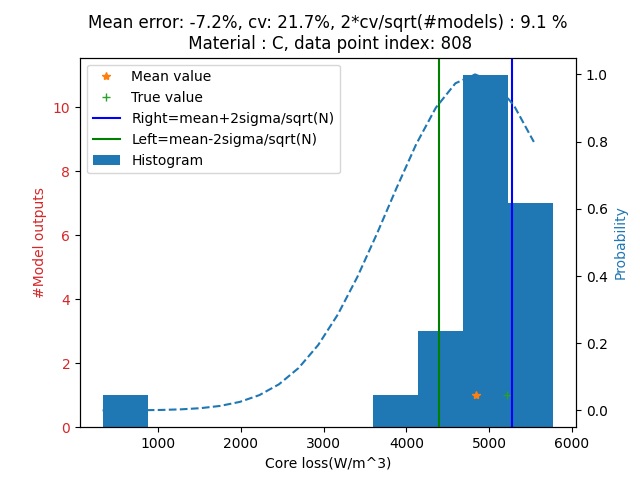 Mean error: -7.2%, cv: 21.7%, 2*cv/sqrt(#models) : 9.1 %
Material : C, data point index: 808
Mean value
True value
Right=mean+2sigma/sqrt(N)
Left=mean-2sigma/sqrt(N)
Histogram
#Model outputs
10
8
6
4
2
0
1.0
0.8
0.6
0.4
0.2
0.0
Probability
1000 2000 3000 4000 5000 6000
Core loss(W/m^3)